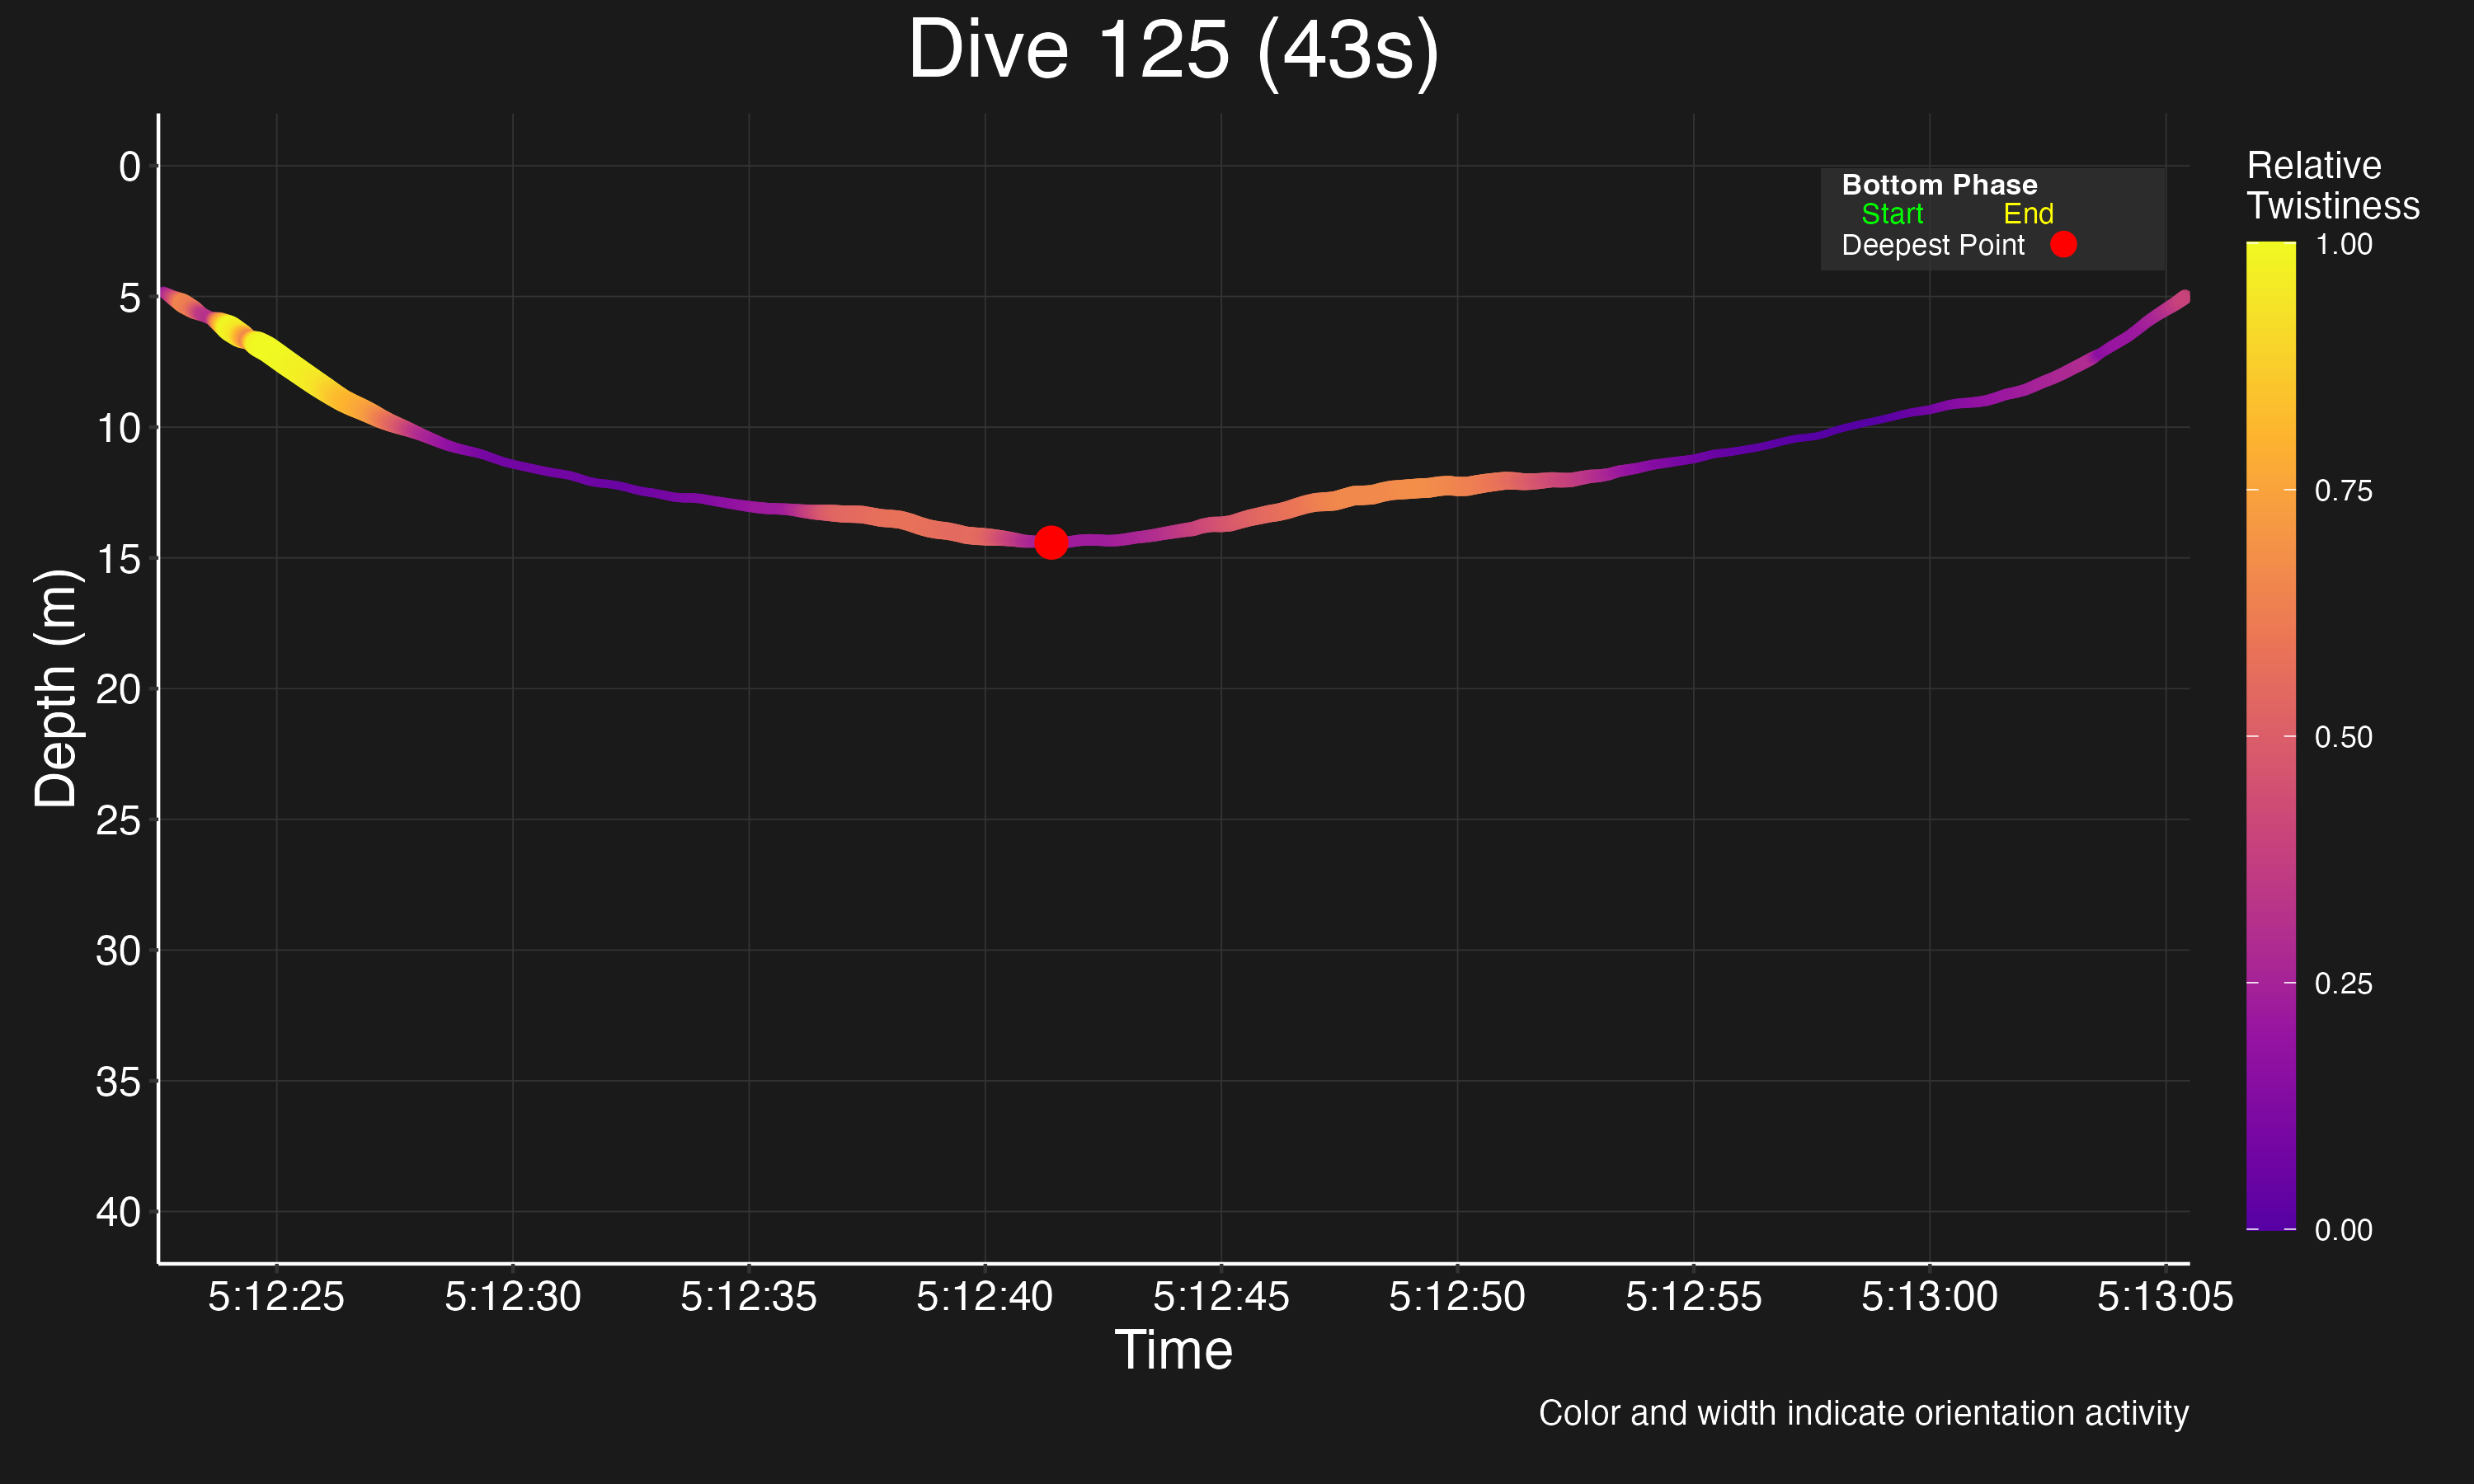 Dive 125 (43s)
Relative
Twistiness
Bottom Phase
Start End
Deepest Point
1.00
0.75
0.50
0.25
0.00
Depth (m)
0
5
10
15
20
25
30
35
40
5:12:25 5:12:30 5:12:35 5:12:40 5:12:45 5:12:50 5:12:55 5:13:00 5:13:05
Time
Color and width indicate orientation activity